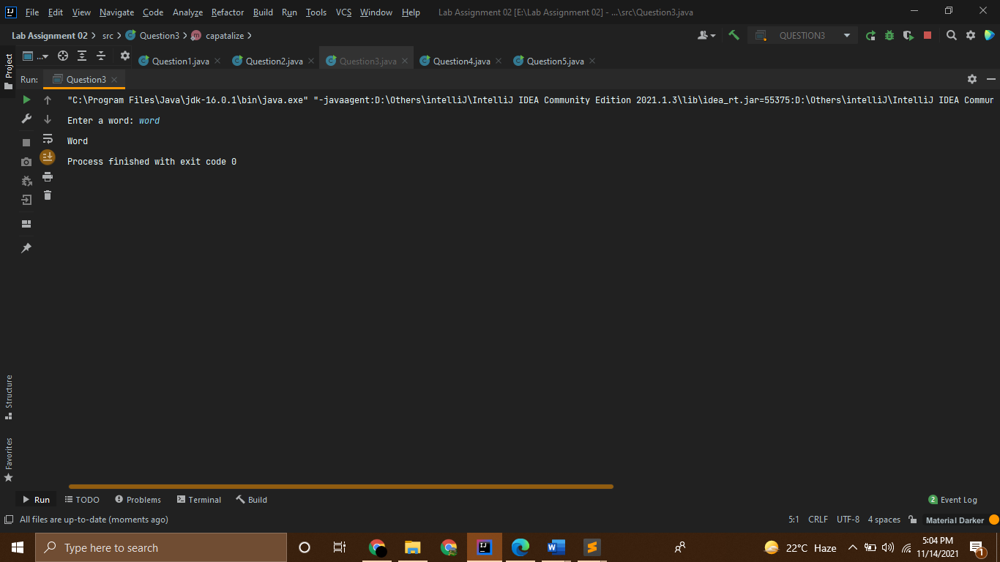 File Edit View Navigate Code Analyze Refactor Build Run Tools VCS Window Help Lab Assignment 02 [E:\Lab Assignment 02] - ...\src\Question3.java
Lab Assignment 02 src Question3 capatalize QUESTION3
Project
... Question1.java Question2.java Question3.java Question4.java Question5.java
Run: Question3
"C:\Program Files\Java\jdk-16.0.1\bin\java.exe" "-javaagent:D:\Others\intelliJ\IntelliJ IDEA Community Edition 2021.1.3\lib\idea_rt.jar=55375:D:\Others\intelliJ\IntelliJ IDEA Commun
Enter a word: word
Word
Process finished with exit code 0
Structure
Favorites
Run TODO Problems Terminal Build 2 Event Log
All files are up-to-date (moments ago) 5:1 CRLF UTF-8 4 spaces Material Darker
Type here to search 22°C Haze 5:04 PM
11/14/2021 1